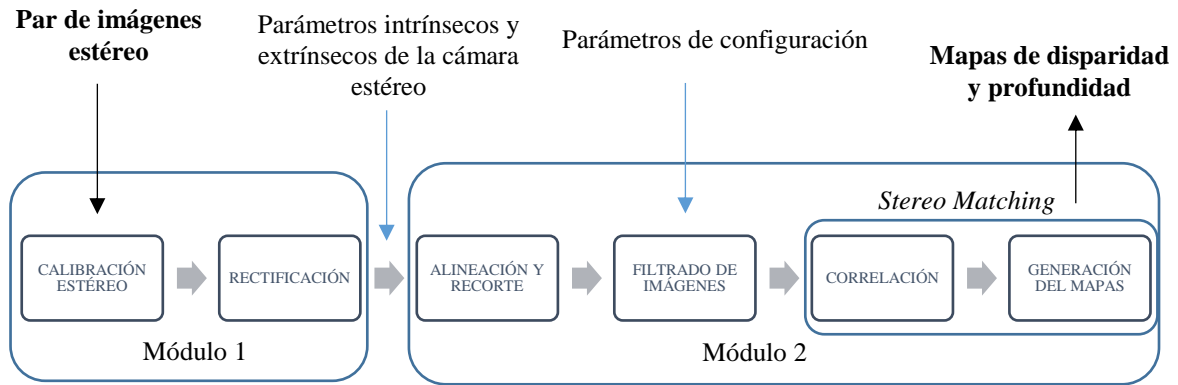 Par de imágenes
estéreo
Parámetros intrínsecos y
extrínsecos de la cámara
estéreo
Parámetros de configuración
Mapas de disparidad
y profundidad
Stereo Matching
CALIBRACIÓN
ESTÉREO
RECTIFICACIÓN
ALINEACIÓN Y
RECORTE
FILTRADO DE
IMÁGENES
CORRELACIÓN
GENERACIÓN
DEL MAPAS
Módulo 1
Módulo 2